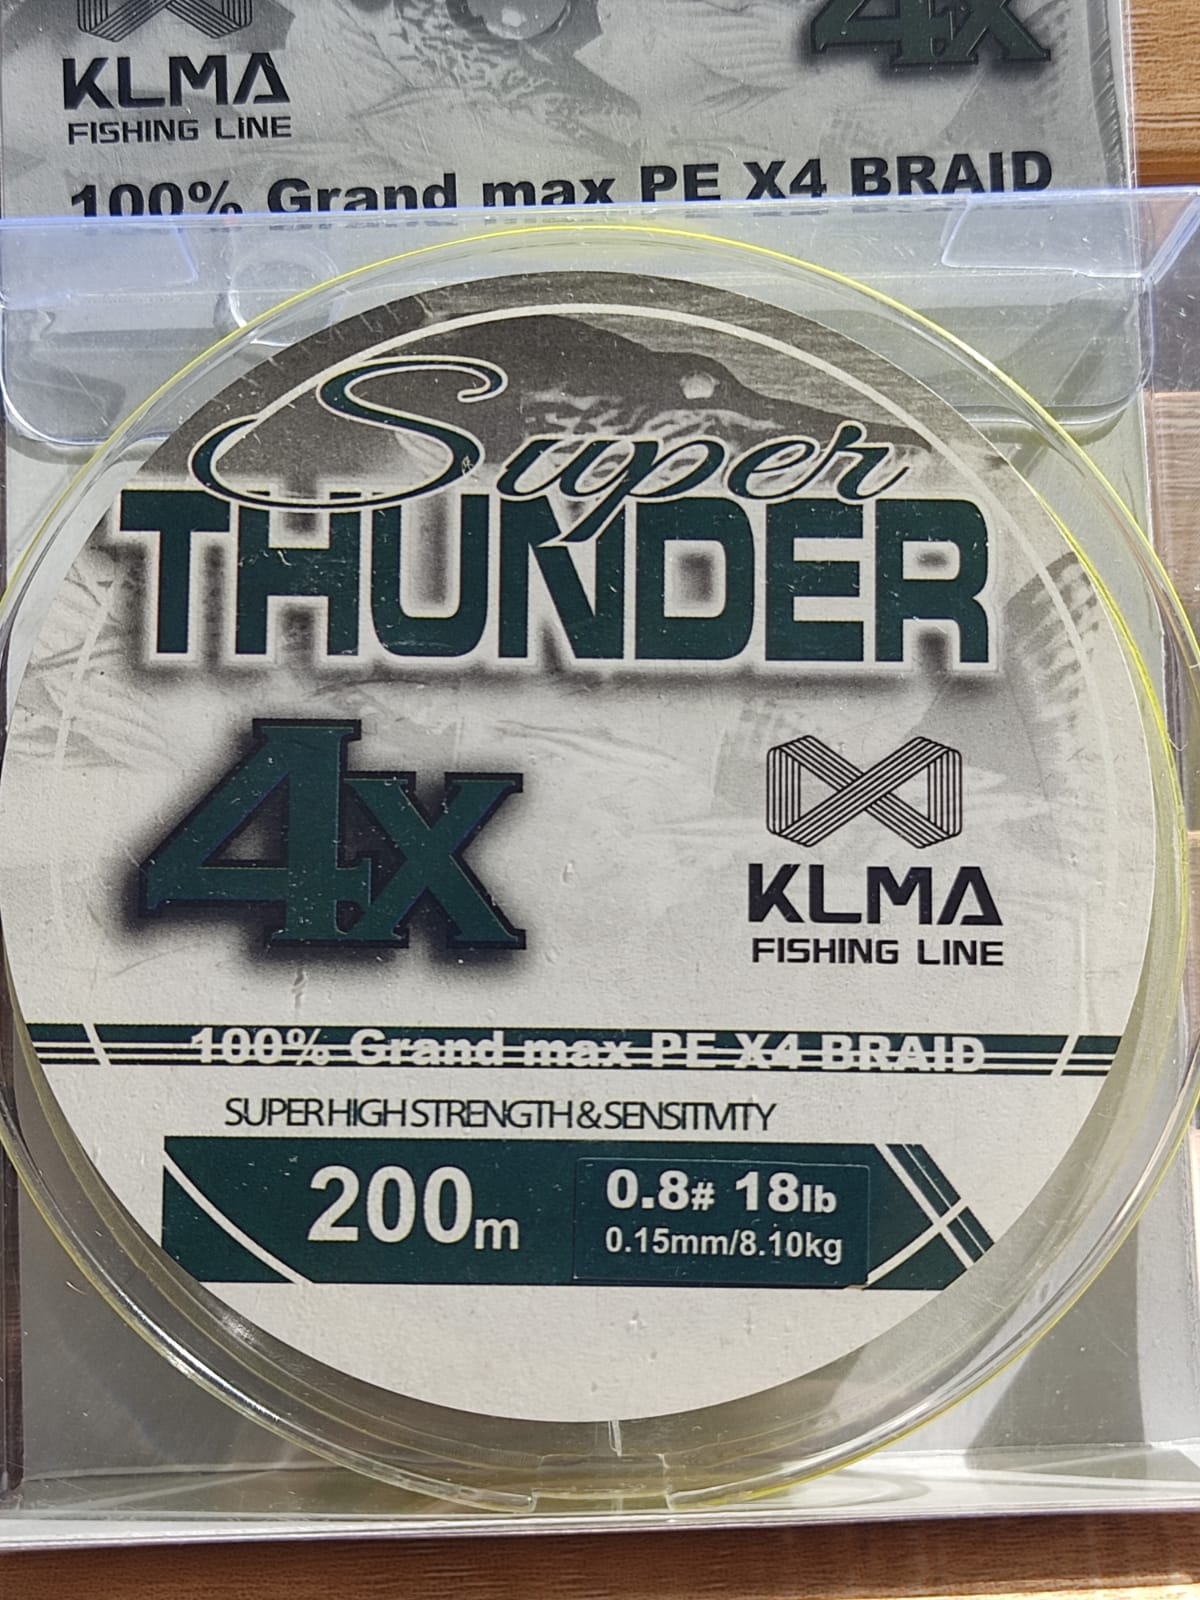 4x
KLMA
FISHING LINE
100% Grand max PE X4 BRAID
Super
THUNDER
4x
KLMA
FISHING LINE
100% Grand max PE X4 BRAID
SUPER HIGH STRENGTH & SENSITIVITY
200m
0.8# 18lb
0.15mm/8.10kg